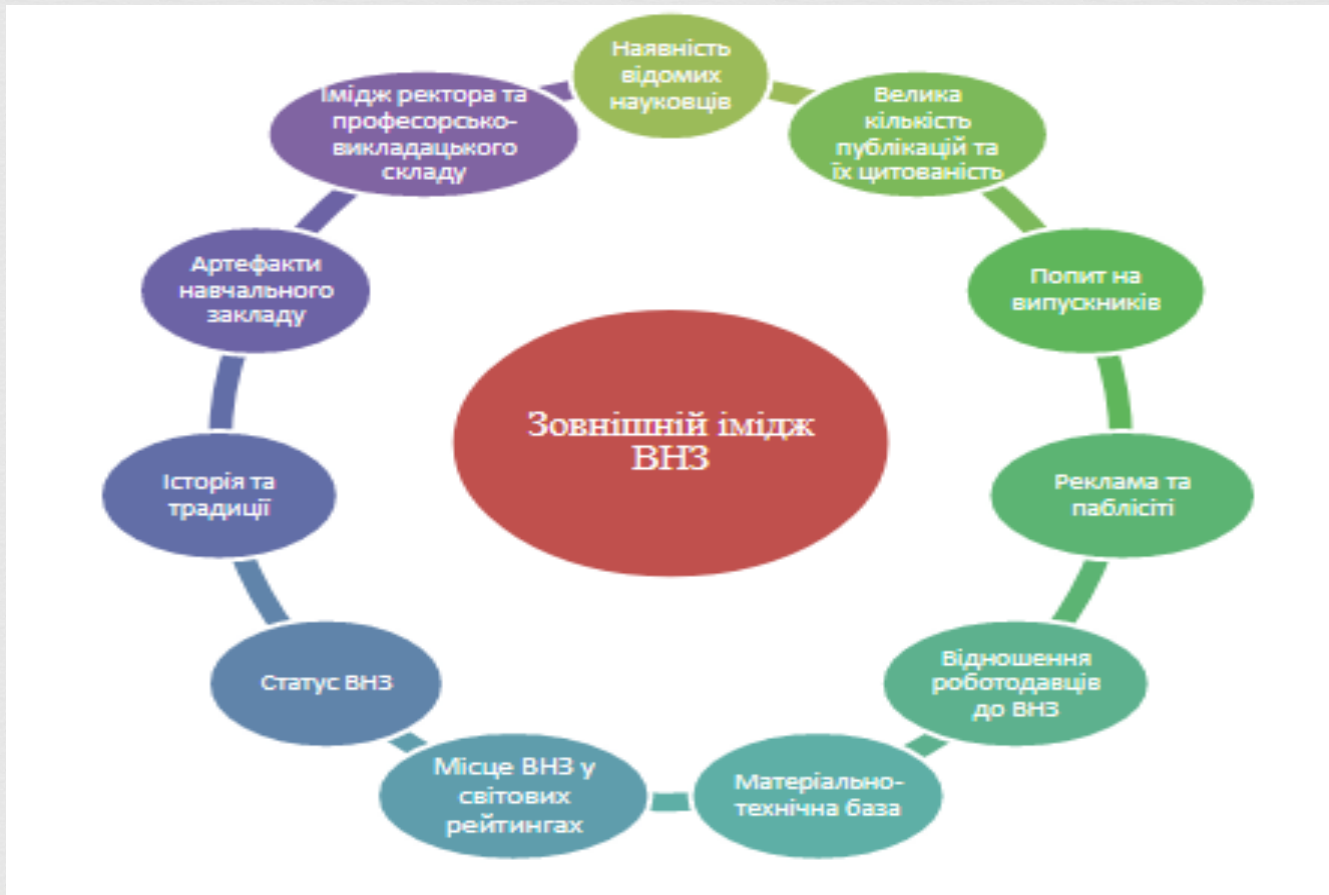 Наявність
відомих
науковців
Велика
кількість
публікацій та
їх цитованість
Попит на
випускників
Реклама та
паблісіті
Відношення
роботодавців
до ВНЗ
Матеріально-
технічна база
Місце ВНЗ у
світових
рейтингах
Статус ВНЗ
Історія та
традиції
Артефакти
навчального
закладу
Імідж ректора та
професорсько-
викладацького
складу
Зовнішній імідж
ВНЗ